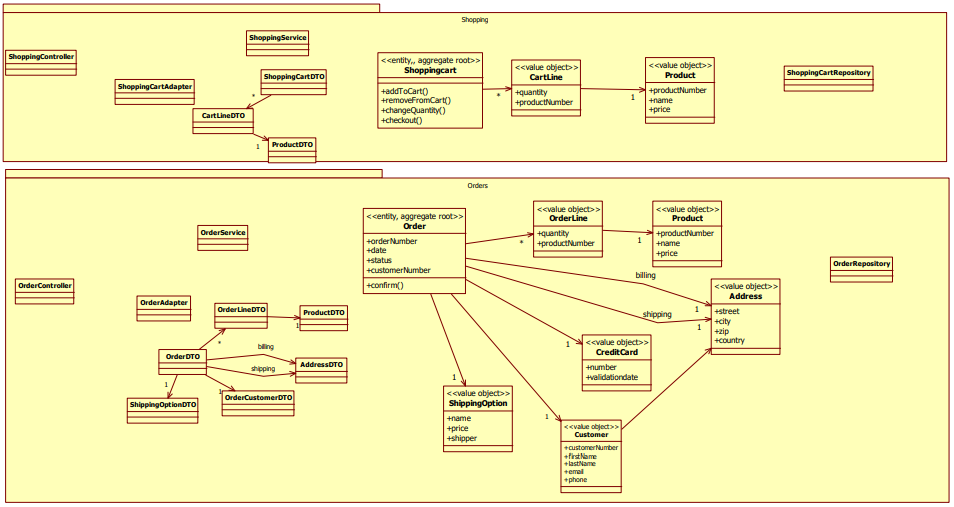 Shopping
ShoppingController
ShoppingService
ShoppingCartAdapter
ShoppingCartDTO
*
CartLineDTO
1
ProductDTO
<<entity,, aggregate root>>
Shoppingcart
+addToCart()
+removeFromCart()
+changeQuantity()
+checkout()
*
<<value object>>
CartLine
+quantity
+productNumber
1
<<value object>>
Product
+productNumber
+name
+price
ShoppingCartRepository
Orders
OrderController
OrderService
OrderAdapter
OrderLineDTO
*
1
ProductDTO
OrderDTO
billing
shipping
AddressDTO
1
ShippingOptionDTO
1
OrderCustomerDTO
<<entity, aggregate root>>
Order
+orderNumber
+date
+status
+customerNumber
+confirm()
*
<<value object>>
OrderLine
+quantity
+productNumber
1
<<value object>>
Product
+productNumber
+name
+price
billing
1
shipping
1
<<value object>>
Address
+street
+city
+zip
+country
OrderRepository
1
<<value object>>
CreditCard
+number
+validationdate
1
<<value object>>
ShippingOption
+name
+price
+shipper
1
<<value object>>
Customer
+customerNumber
+firstName
+lastName
+email
+phone